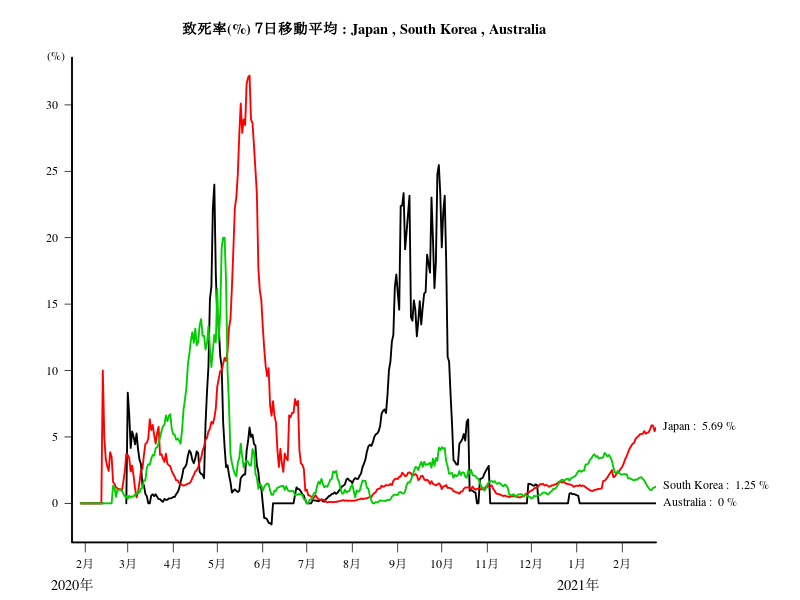 致死率(%) 7日移動平均 : Japan , South Korea , Australia
(%)
30
25
20
15
10
5
0
Japan : 5.69 %
South Korea : 1.25 %
Australia : 0 %
2月 3月 4月 5月 6月 7月 8月 9月 10月 11月 12月 1月 2月
2020年 2021年